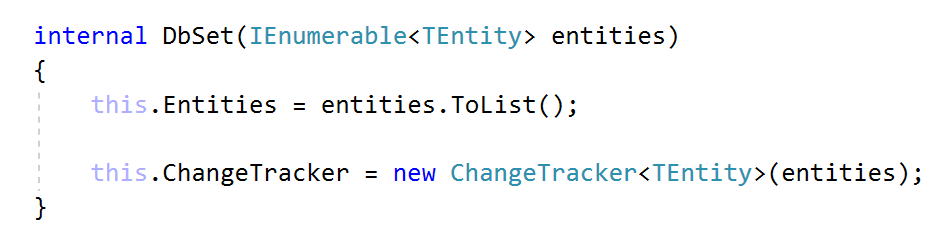 internal DbSet(IEnumerable<TEntity> entities)
{
this.Entities = entities.ToList();
this.ChangeTracker = new ChangeTracker<TEntity>(entities);
}